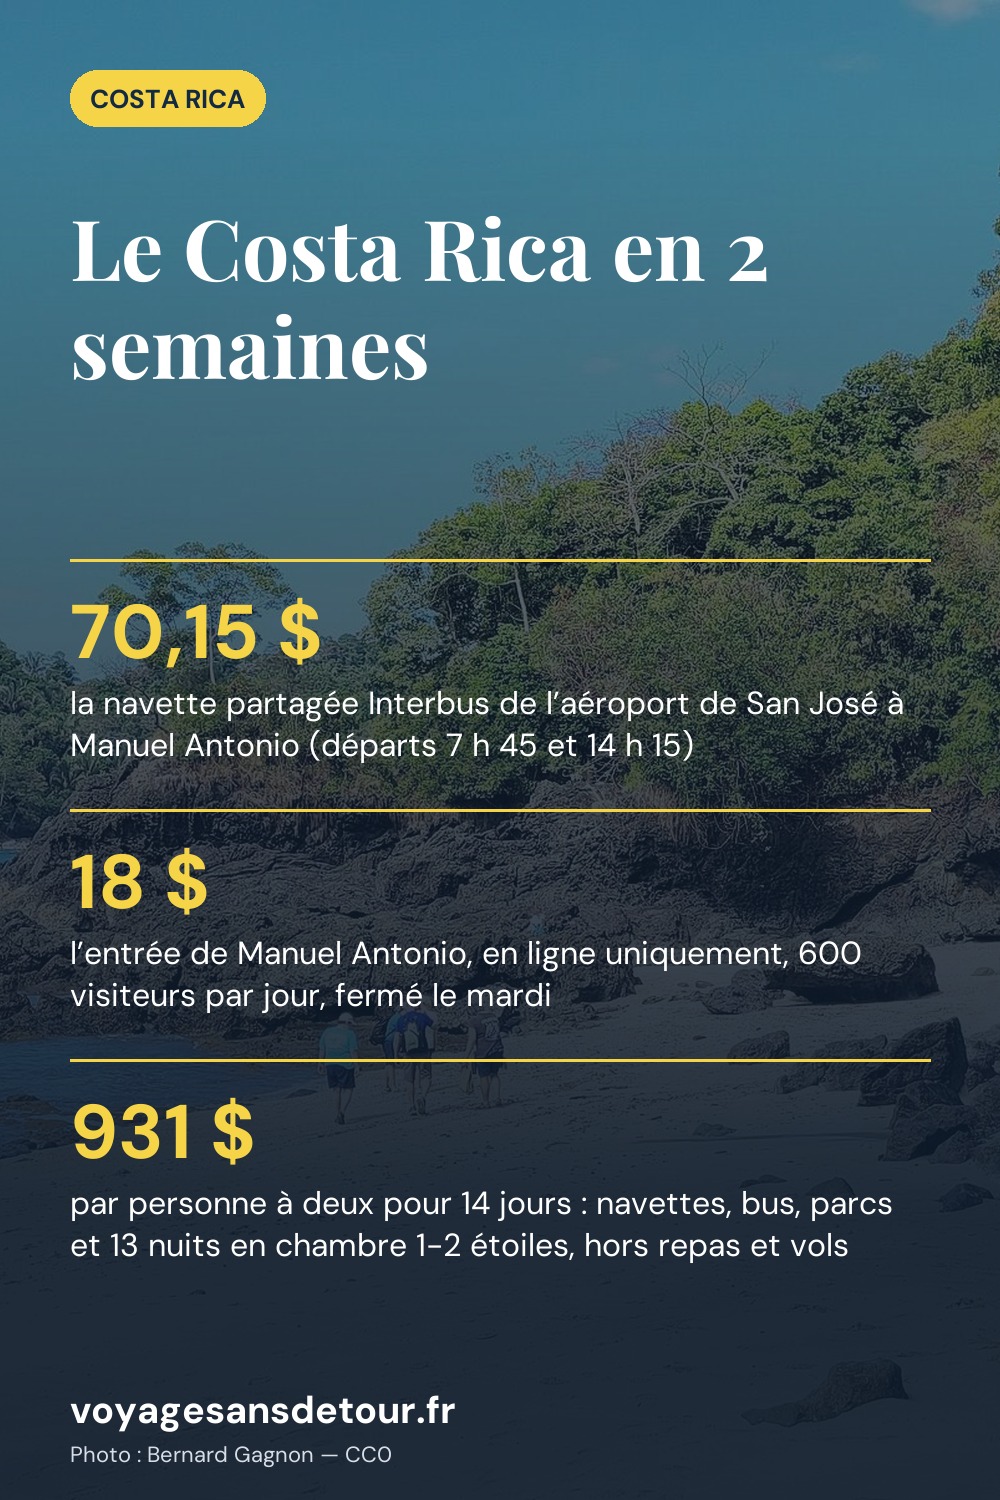 COSTA RICA
Le Costa Rica en 2
semaines
70,15 $
la navette partagée Interbus de l’aéroport de San José à
Manuel Antonio (départs 7 h 45 et 14 h 15)
18 $
l’entrée de Manuel Antonio, en ligne uniquement, 600
visiteurs par jour, fermé le mardi
931 $
par personne à deux pour 14 jours : navettes, bus, parcs
et 13 nuits en chambre 1-2 étoiles, hors repas et vols
voyagesansdetour.fr
Photo : Bernard Gagnon — CC0